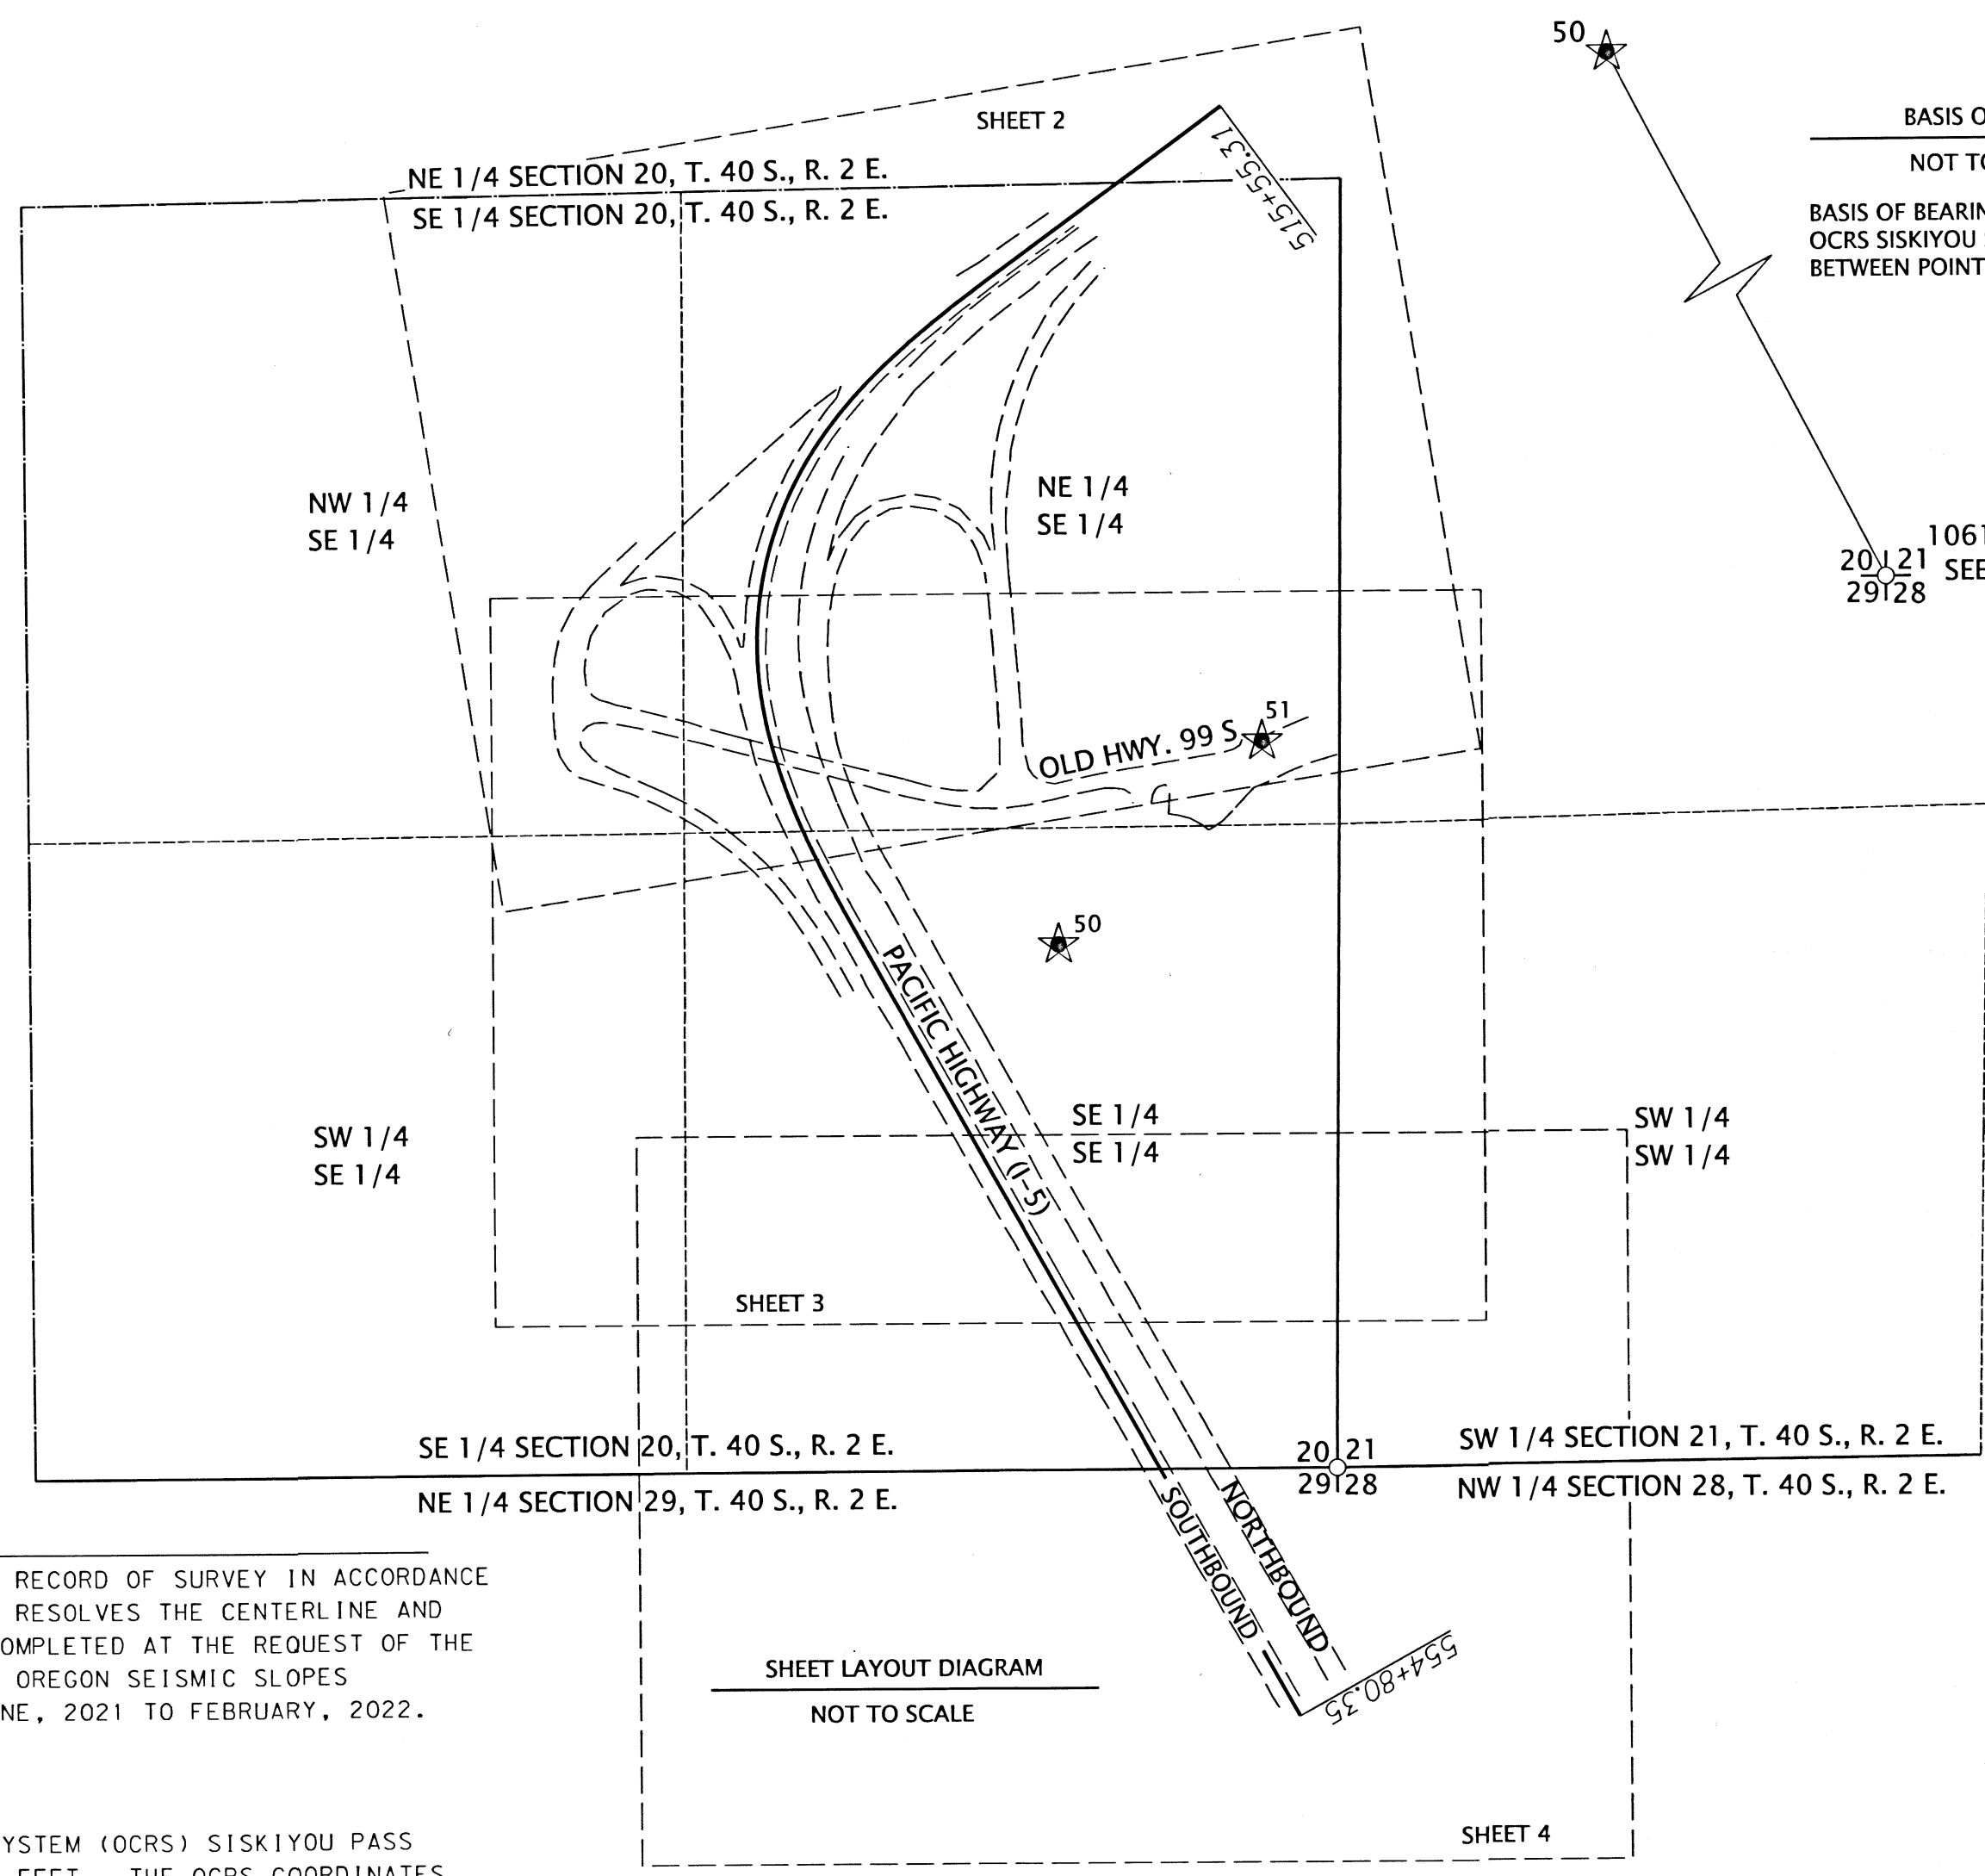 50
BASIS O
NOT TO
BASIS OF BEARIN
OCRS SISKIYOU
BETWEEN POINT
SHEET 2
515+55.31
NE 1/4 SECTION 20, T. 40 S., R. 2 E.
SE 1/4 SECTION 20, T. 40 S., R. 2 E.
NW 1/4
SE 1/4
NE 1/4
SE 1/4
1061
SEE
20 21
29 28
51
OLD HWY. 99 S
CL
50
PACIFIC HIGHWAY (I-5)
SW 1/4
SE 1/4
SE 1/4
SE 1/4
SW 1/4
SW 1/4
SHEET 3
SE 1/4 SECTION 20, T. 40 S., R. 2 E.
NE 1/4 SECTION 29, T. 40 S., R. 2 E.
20 21
29 28
SW 1/4 SECTION 21, T. 40 S., R. 2 E.
NW 1/4 SECTION 28, T. 40 S., R. 2 E.
SOUTHBOUND
NORTHBOUND
554+80.35
RECORD OF SURVEY IN ACCORDANCE
RESOLVES THE CENTERLINE AND
OMPLETED AT THE REQUEST OF THE
OREGON SEISMIC SLOPES
NE, 2021 TO FEBRUARY, 2022.
SHEET LAYOUT DIAGRAM
NOT TO SCALE
SHEET 4
YSTEM (OCRS) SISKIYOU PASS
FEET. THE OCRS COORDINATES